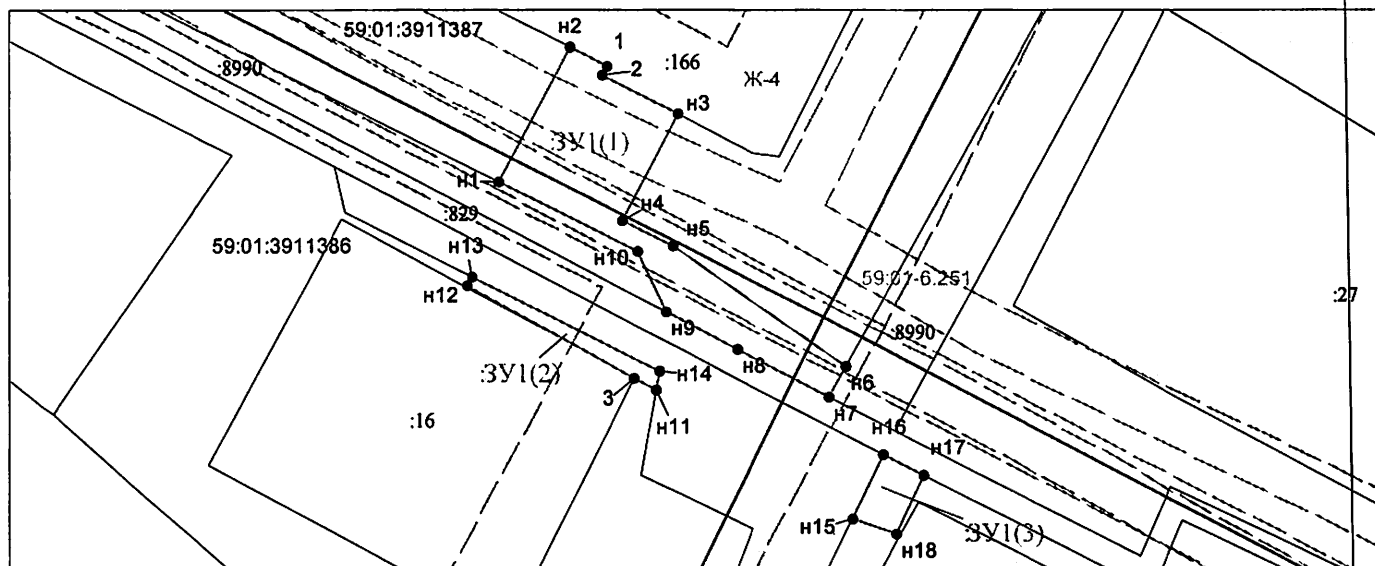 59:01:3911387
н2
1
:166
:8990
2
Ж-4
н3
:ЗУ1(1)
н1
н4
:829
н5
59:01:3911386
н13
н10
59:01-6.251
:27
н12
н9
:8990
н8
:ЗУ1(2)
н14
н6
3
н7
:16
н11
н16
н17
н15
:ЗУ1(3)
н18